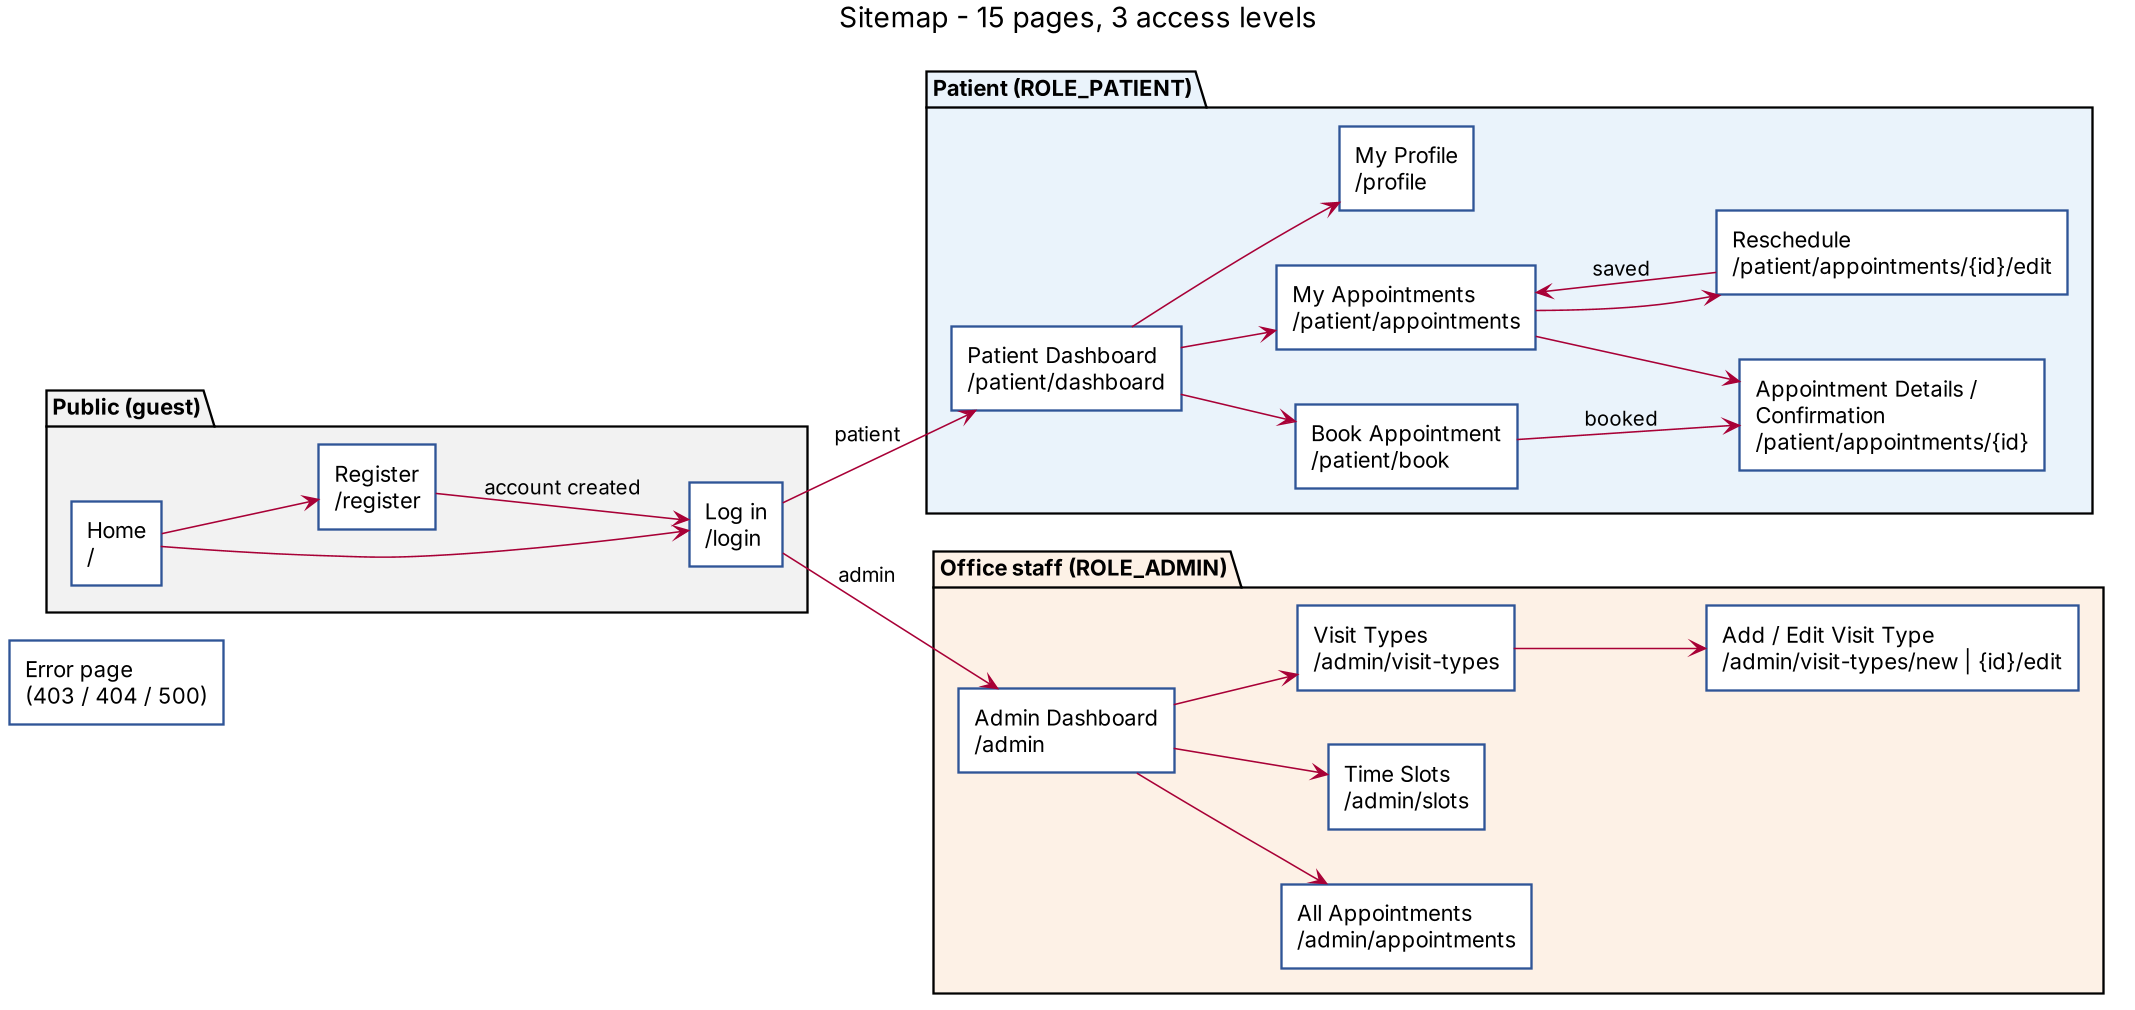 Sitemap - 15 pages, 3 access levels
Public (guest)
Home
/
Register
/register
account created
Log in
/login
Error page
(403 / 404 / 500)
patient
admin
Patient (ROLE_PATIENT)
Patient Dashboard
/patient/dashboard
My Profile
/profile
My Appointments
/patient/appointments
Book Appointment
/patient/book
saved
booked
Reschedule
/patient/appointments/{id}/edit
Appointment Details /
Confirmation
/patient/appointments/{id}
Office staff (ROLE_ADMIN)
Admin Dashboard
/admin
Visit Types
/admin/visit-types
Add / Edit Visit Type
/admin/visit-types/new | {id}/edit
Time Slots
/admin/slots
All Appointments
/admin/appointments